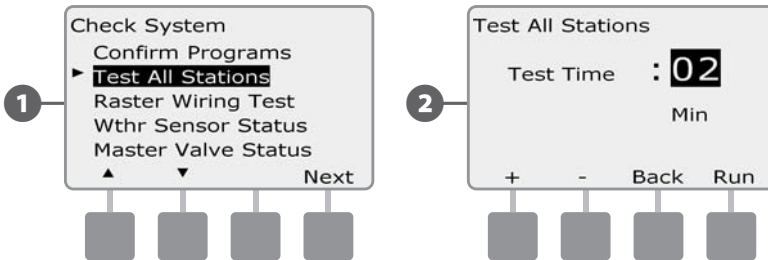 1
Check System
Confirm Programs
► Test All Stations
Raster Wiring Test
Wthr Sensor Status
Master Valve Status
▲ ▼ Next
2
Test All Stations
Test Time :02
Min
+ - Back Run